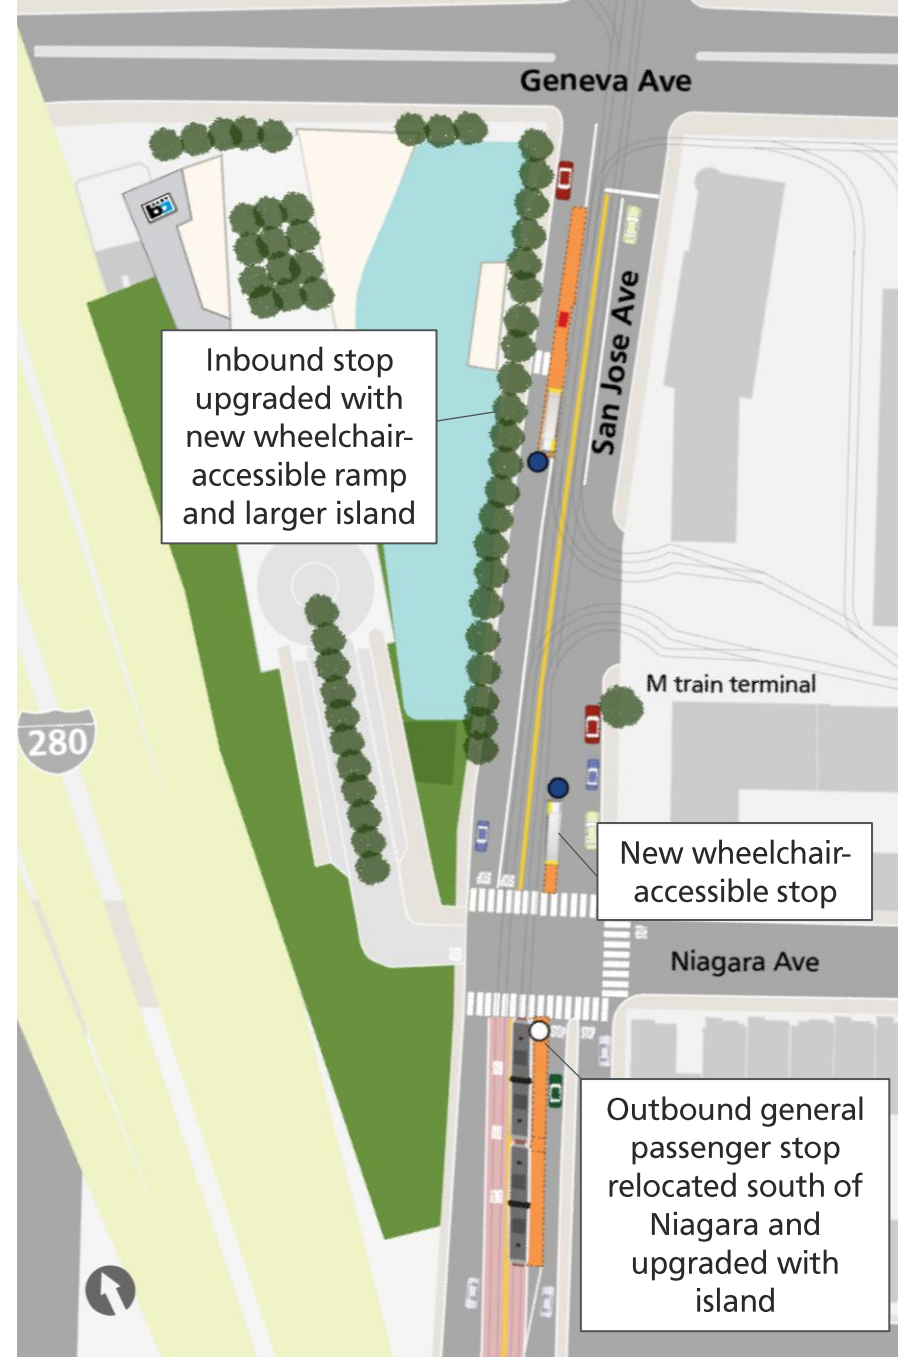 Geneva Ave
San Jose Ave
Inbound stop
upgraded with
new wheelchair-
accessible ramp
and larger island
M train terminal
280
New wheelchair-
accessible stop
Niagara Ave
Outbound general
passenger stop
relocated south of
Niagara and
upgraded with
island